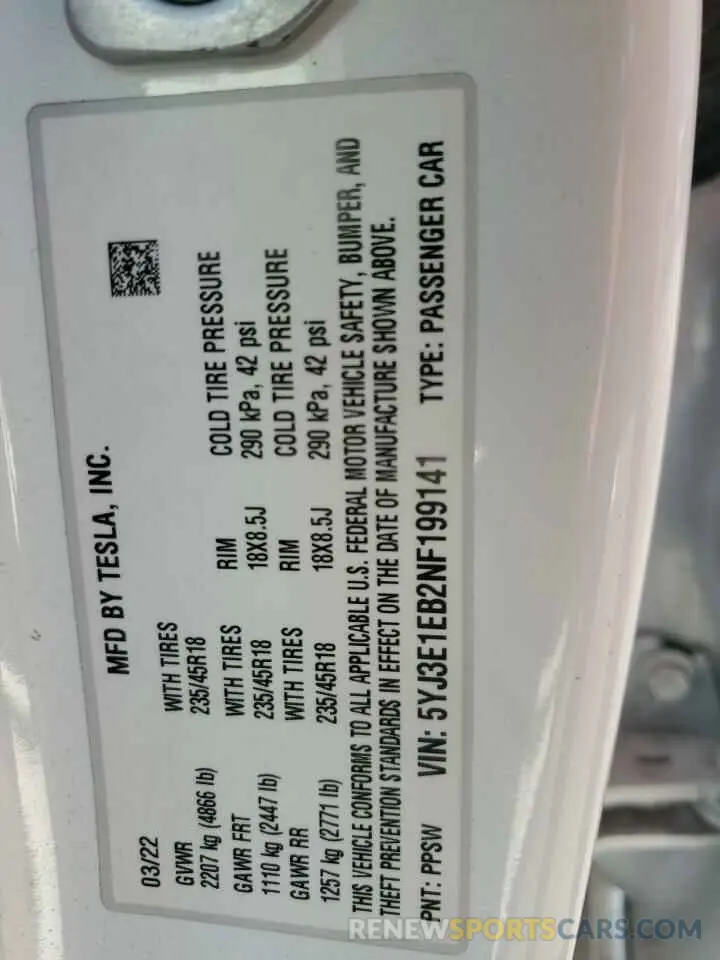 MFD BY TESLA, INC.
03/22
GVWR WITH TIRES RIM COLD TIRE PRESSURE
2207 kg (4866 lb) 235/45R18 18X8.5J 290 kPa, 42 psi
GAWR FRT WITH TIRES RIM COLD TIRE PRESSURE
1110 kg (2447 lb) 235/45R18 18X8.5J 290 kPa, 42 psi
GAWR RR WITH TIRES
1257 kg (2771 lb) 235/45R18
THIS VEHICLE CONFORMS TO ALL APPLICABLE U.S. FEDERAL MOTOR VEHICLE SAFETY, BUMPER, AND
THEFT PREVENTION STANDARDS IN EFFECT ON THE DATE OF MANUFACTURE SHOWN ABOVE.
PNT: PPSW VIN: 5YJ3E1EB2NF199141 TYPE: PASSENGER CAR
RENEWSPORTSCARS.COM